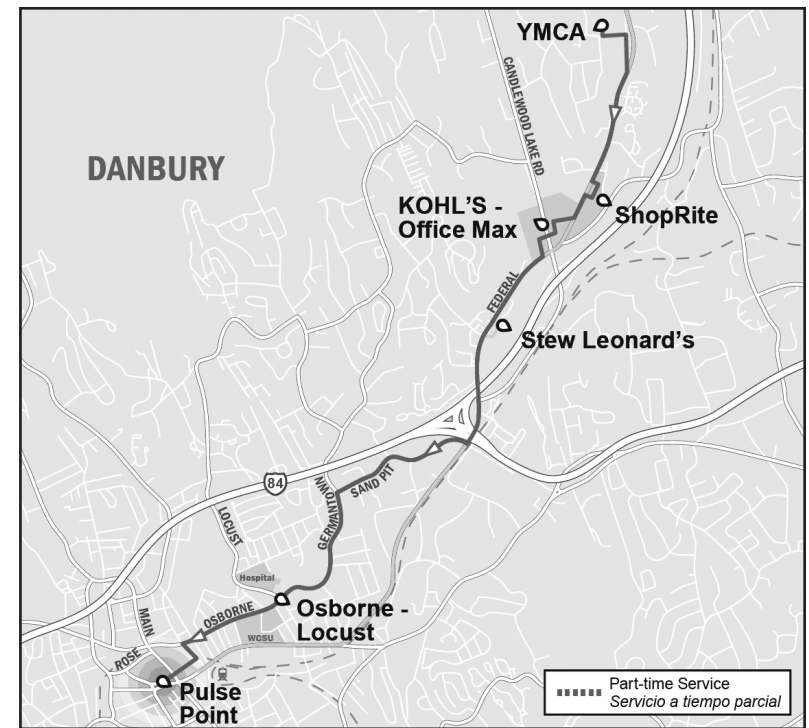 YMCA
CANDLEWOOD LAKE RD
DANBURY
KOHL'S -
Office Max
ShopRite
FEDERAL
Stew Leonard's
84
SAND PIT
GERMANTOWN
LOCUST
Hospital
OSBORNE
Osborne -
Locust
MAIN
WCSU
ROSE
Pulse
Point
Part-time Service
Servicio a tiempo parcial